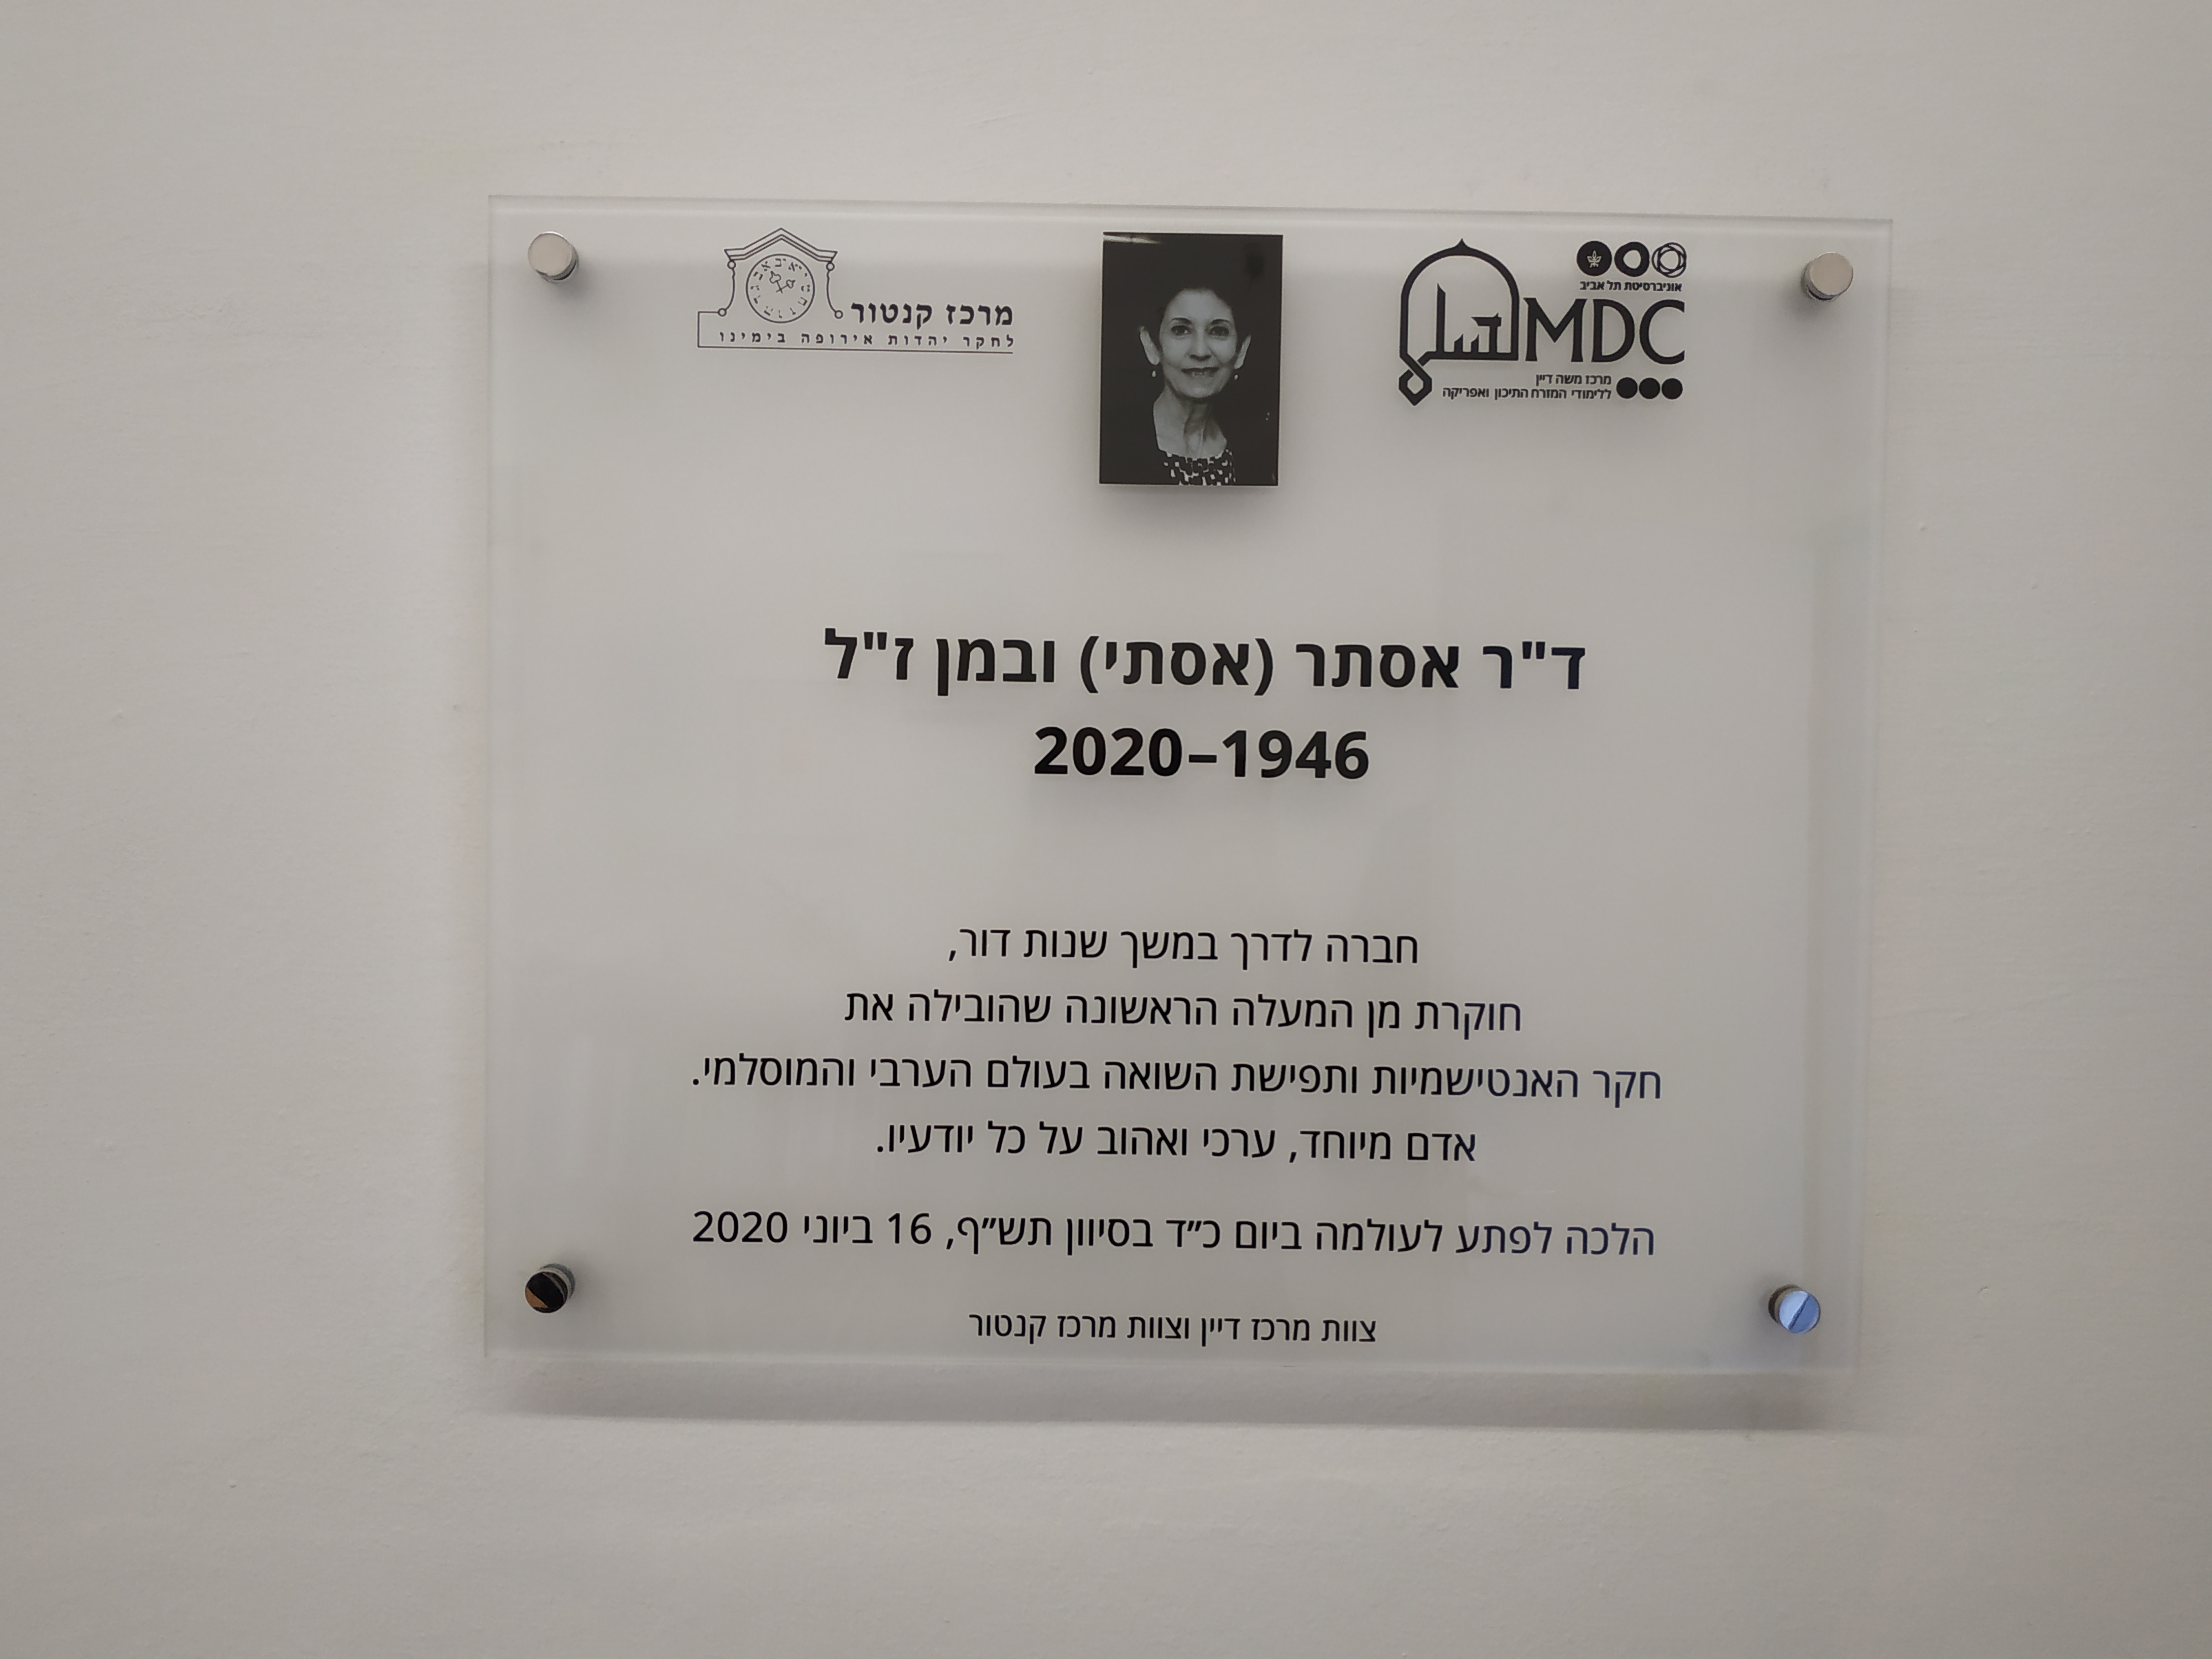 אוניברסיטת תל אביב
MDC
מרכז משה דיין
ללימודי המזרח התיכון ואפריקה
מרכז קנטור
לחקר יהדות אירופה בימינו
ד"ר אסתר (אסתי) ובמן ז"ל
2020–1946
חברה לדרך במשך שנות דור,
חוקרת מן המעלה הראשונה שהובילה את
חקר האנטישמיות ותפישת השואה בעולם הערבי והמוסלמי.
אדם מיוחד, ערכי ואהוב על כל יודעיו.
הלכה לפתע לעולמה ביום כ״ד בסיוון תש״ף, 16 ביוני 2020
צוות מרכז דיין וצוות מרכז קנטור